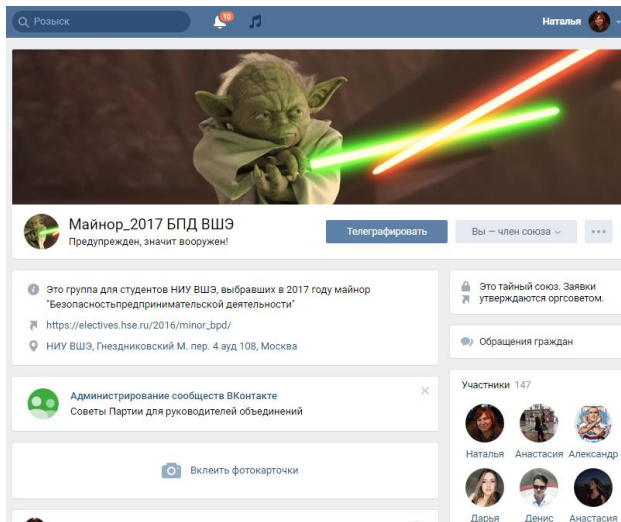 Розыск
18
Наталья
Майнор_2017 БПД ВШЭ
Предупрежден, значит вооружен!
Телеграфировать
Вы — член союза
Это группа для студентов НИУ ВШЭ, выбравших в 2017 году майнор
"Безопасностьпредпринимательской деятельности"
https://electives.hse.ru/2016/minor_bpd/
НИУ ВШЭ, Гнездниковский М. пер. 4 ауд 108, Москва
Администрирование сообществ ВКонтакте
Советы Партии для руководителей объединений
Вклеить фотокарточки
Это тайный союз. Заявки
утверждаются оргсоветом.
Обращения граждан
Участники 147
Наталья Анастасия Александр
Дарья Денис Анастасия